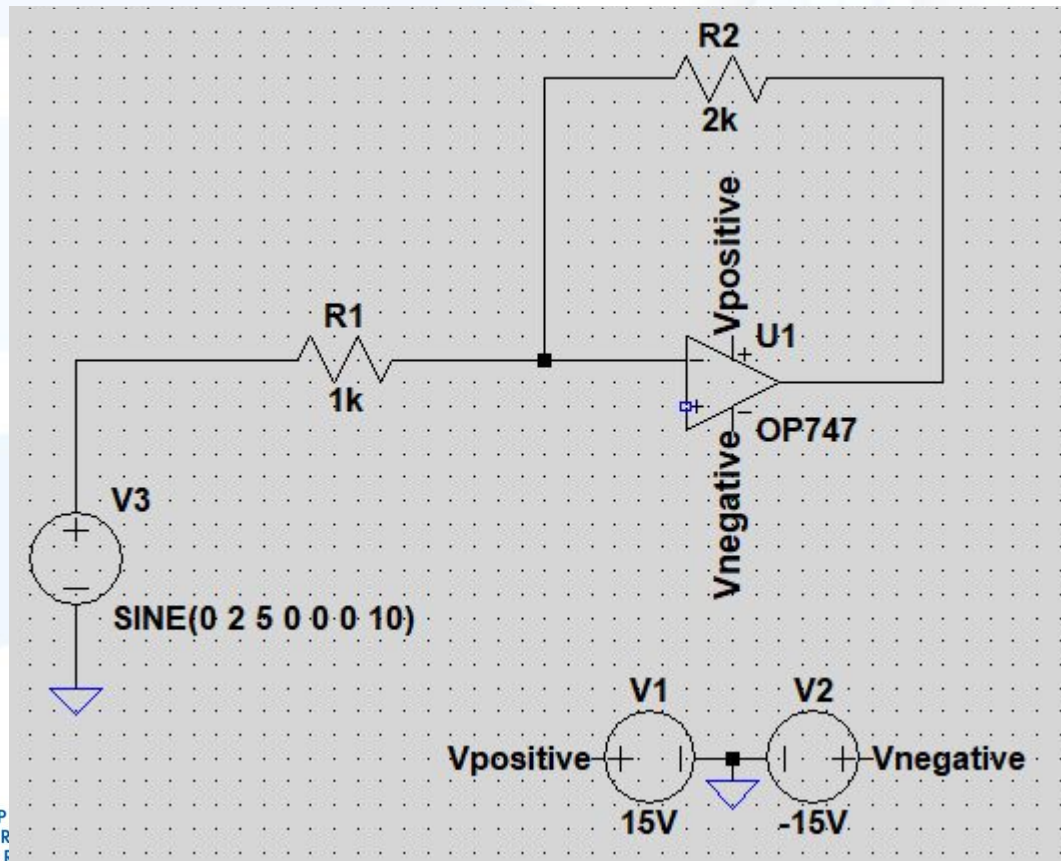 R2
2k
Vpositive
U1
R1
1k
OP747
Vnegative
V3
SINE(0 2 5 0 0 0 10)
V1 V2
Vpositive Vnegative
15V -15V
P
R